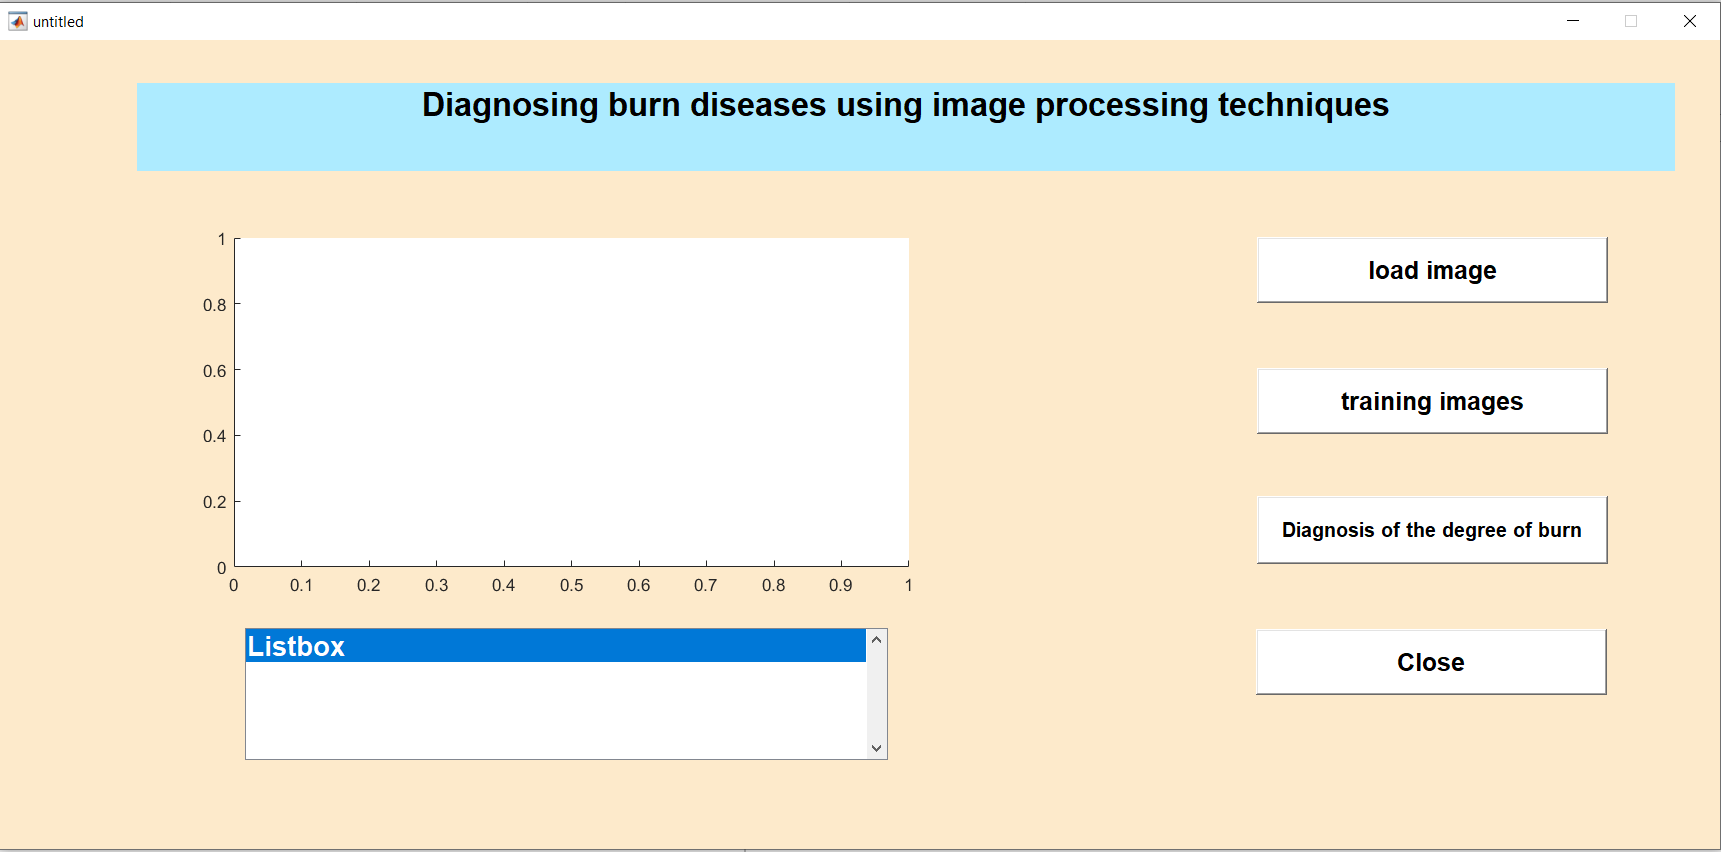 untitled
Diagnosing burn diseases using image processing techniques
1
0.8
0.6
0.4
0.2
0
0 0.1 0.2 0.3 0.4 0.5 0.6 0.7 0.8 0.9 1
Listbox
load image
training images
Diagnosis of the degree of burn
Close